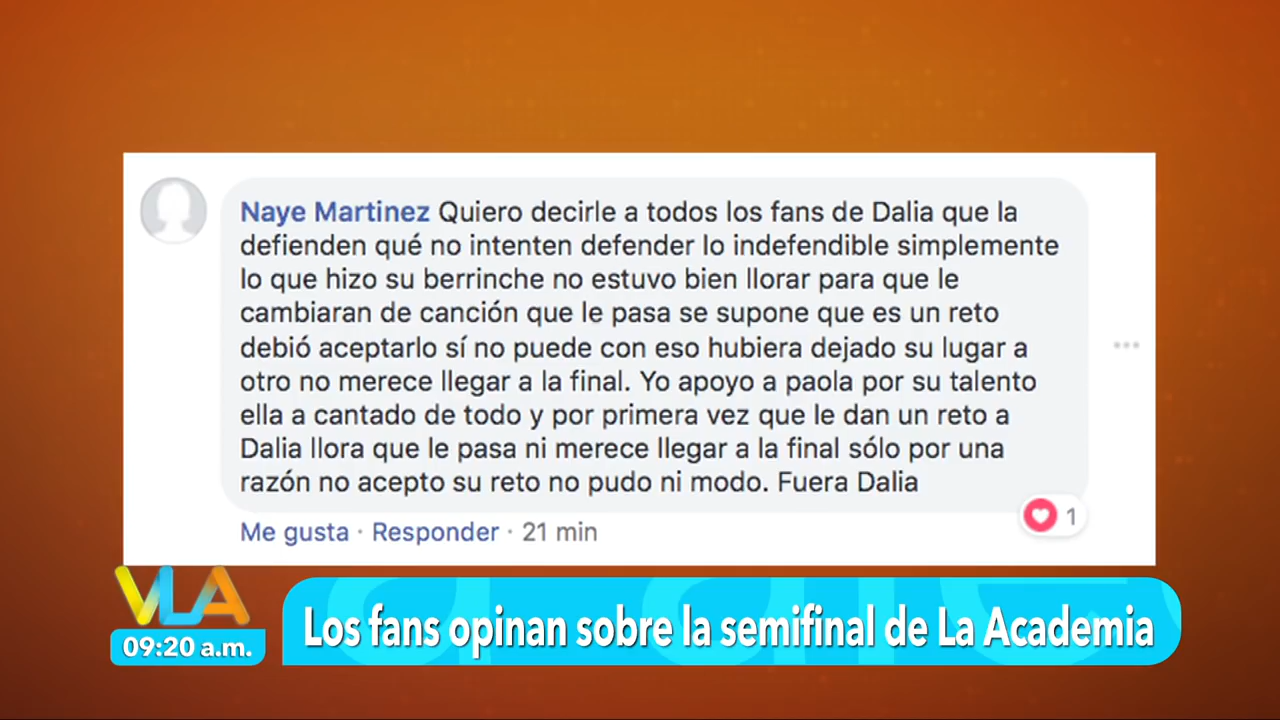 Naye Martinez Quiero decirle a todos los fans de Dalia que la
defienden qué no intenten defender lo indefendible simplemente
lo que hizo su berrinche no estuvo bien llorar para que le
cambiaran de canción que le pasa se supone que es un reto
debió aceptarlo sí no puede con eso hubiera dejado su lugar a
otro no merece llegar a la final. Yo apoyo a paola por su talento
ella a cantado de todo y por primera vez que le dan un reto a
Dalia llora que le pasa ni merece llegar a la final sólo por una
razón no acepto su reto no pudo ni modo. Fuera Dalia
1
Me gusta · Responder · 21 min
VLA
Los fans opinan sobre la semifinal de La Academia
09:20 a.m.